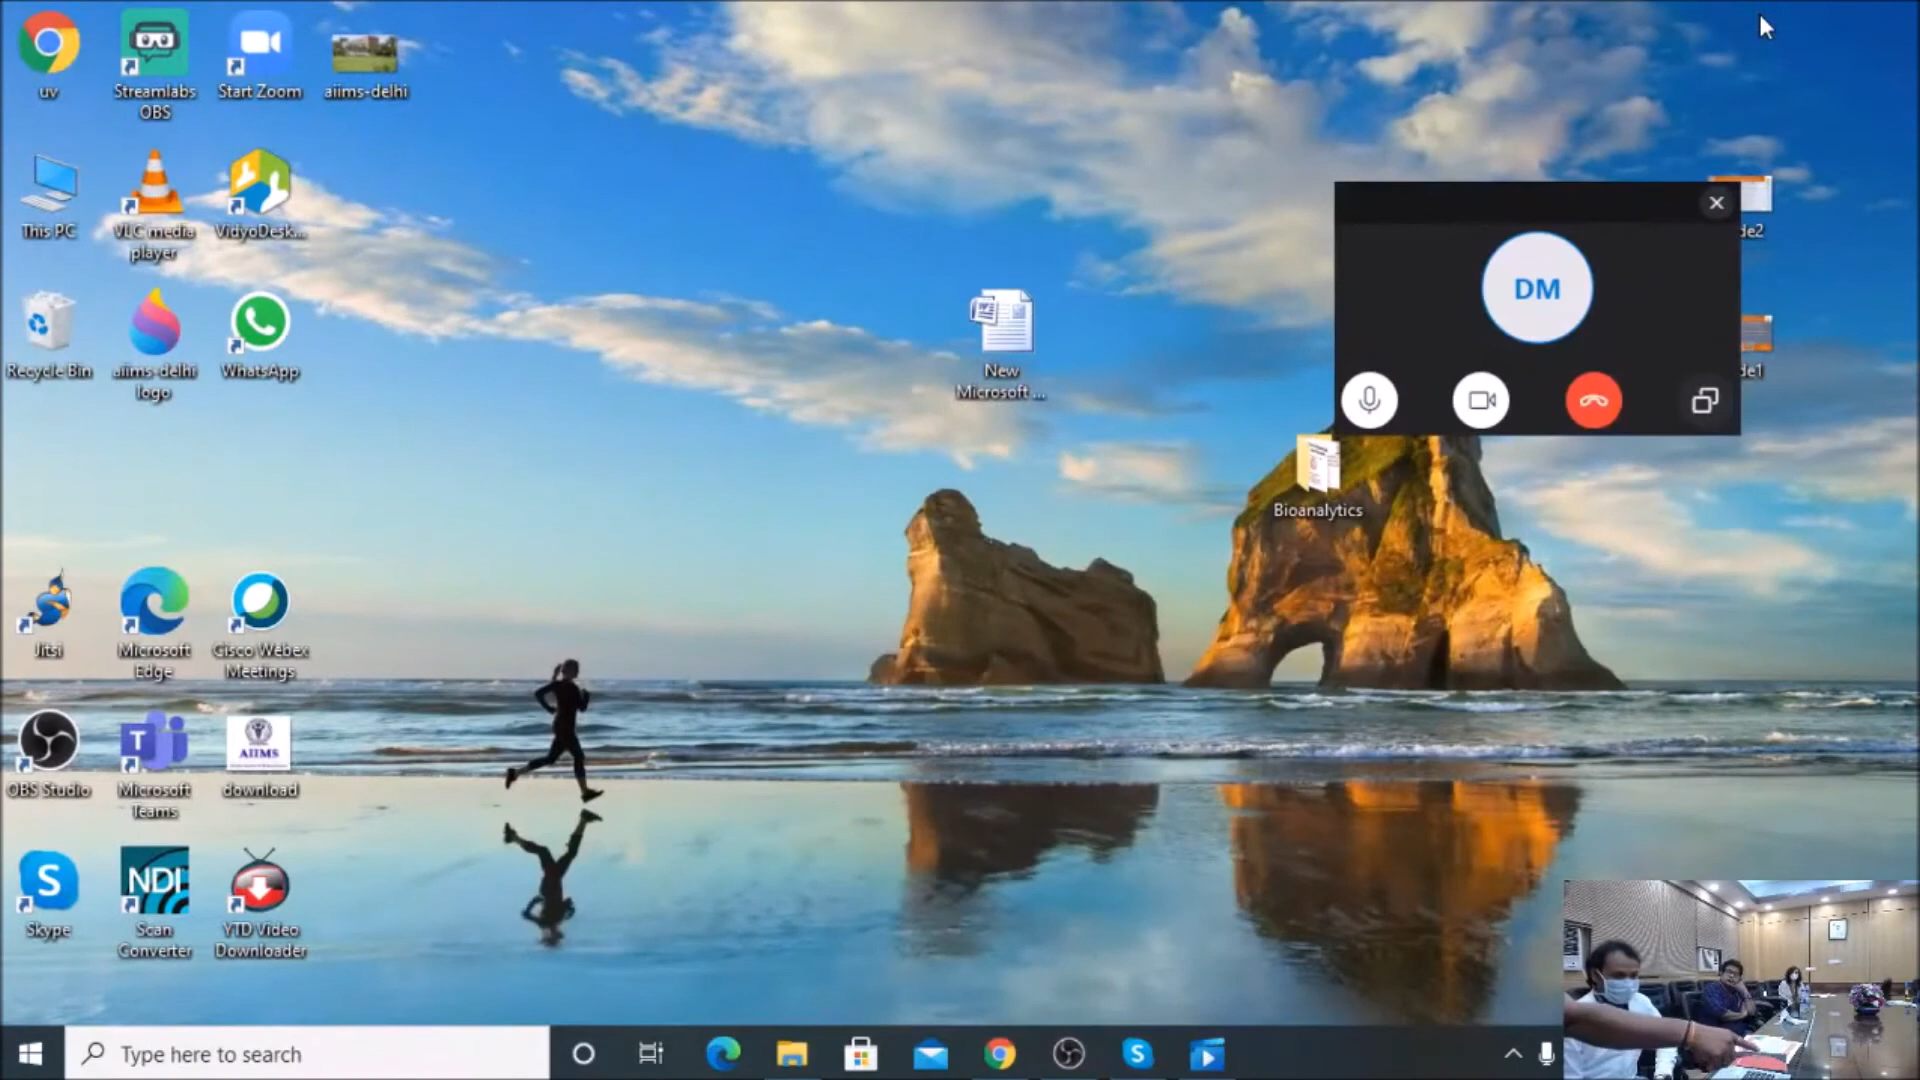 uv
Streamlabs
OBS
Start Zoom
aiims-delhi
This PC
VLC media
player
VidyoDesk...
Recycle Bin
aiims-delhi
logo
WhatsApp
New
Microsoft ...
DM
de2
de1
Bioanalytics
Jitsi
Microsoft
Edge
Cisco Webex
Meetings
OBS Studio
T
Microsoft
Teams
AIIMS
download
S
Skype
NDI
Scan
Converter
YTD Video
Downloader
Type here to search
S